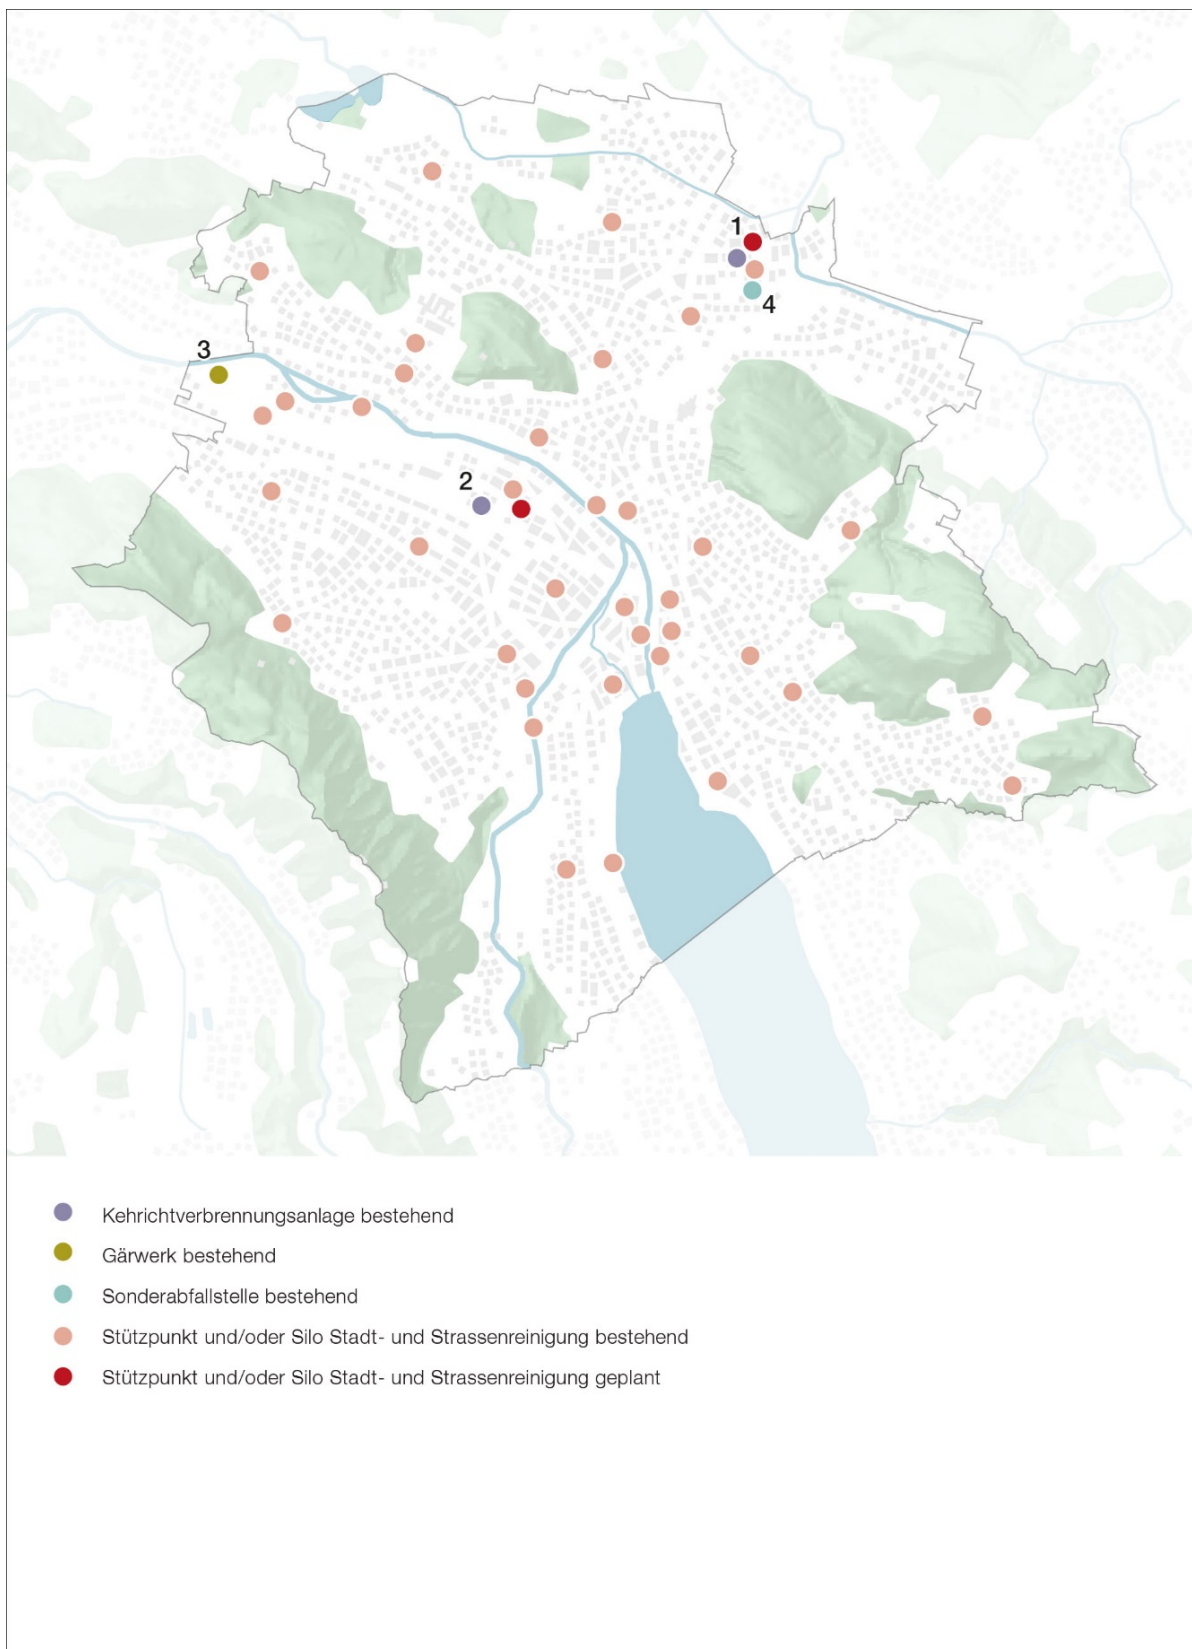 1
4
3
2
Kehrichtverbrennungsanlage bestehend
Gärwerk bestehend
Sonderabfallstelle bestehend
Stützpunkt und/oder Silo Stadt- und Strassenreinigung bestehend
Stützpunkt und/oder Silo Stadt- und Strassenreinigung geplant